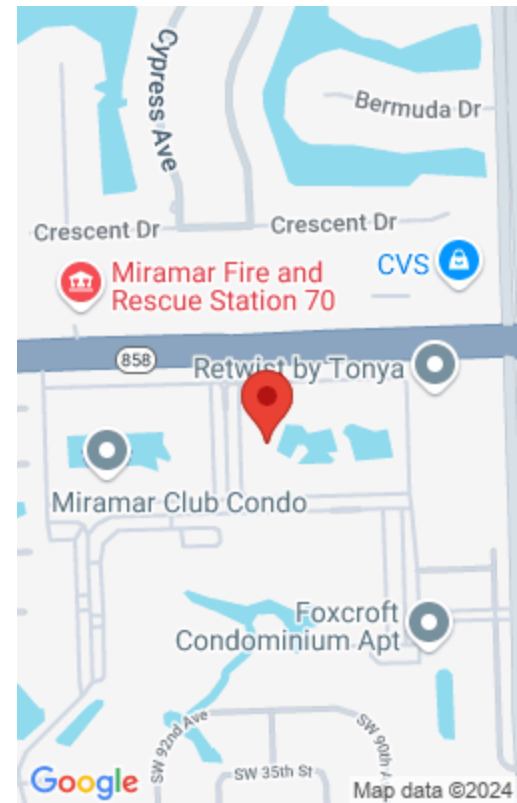 Cypress Ave
Bermuda Dr
Crescent Dr
Crescent Dr
CVS
Miramar Fire and
Rescue Station 70
858
Retwist by Tonya
Miramar Club Condo
Foxcroft
Condominium Apt
SW 92nd Ave
SW 90th
SW 35th St
Google
Map data ©2024